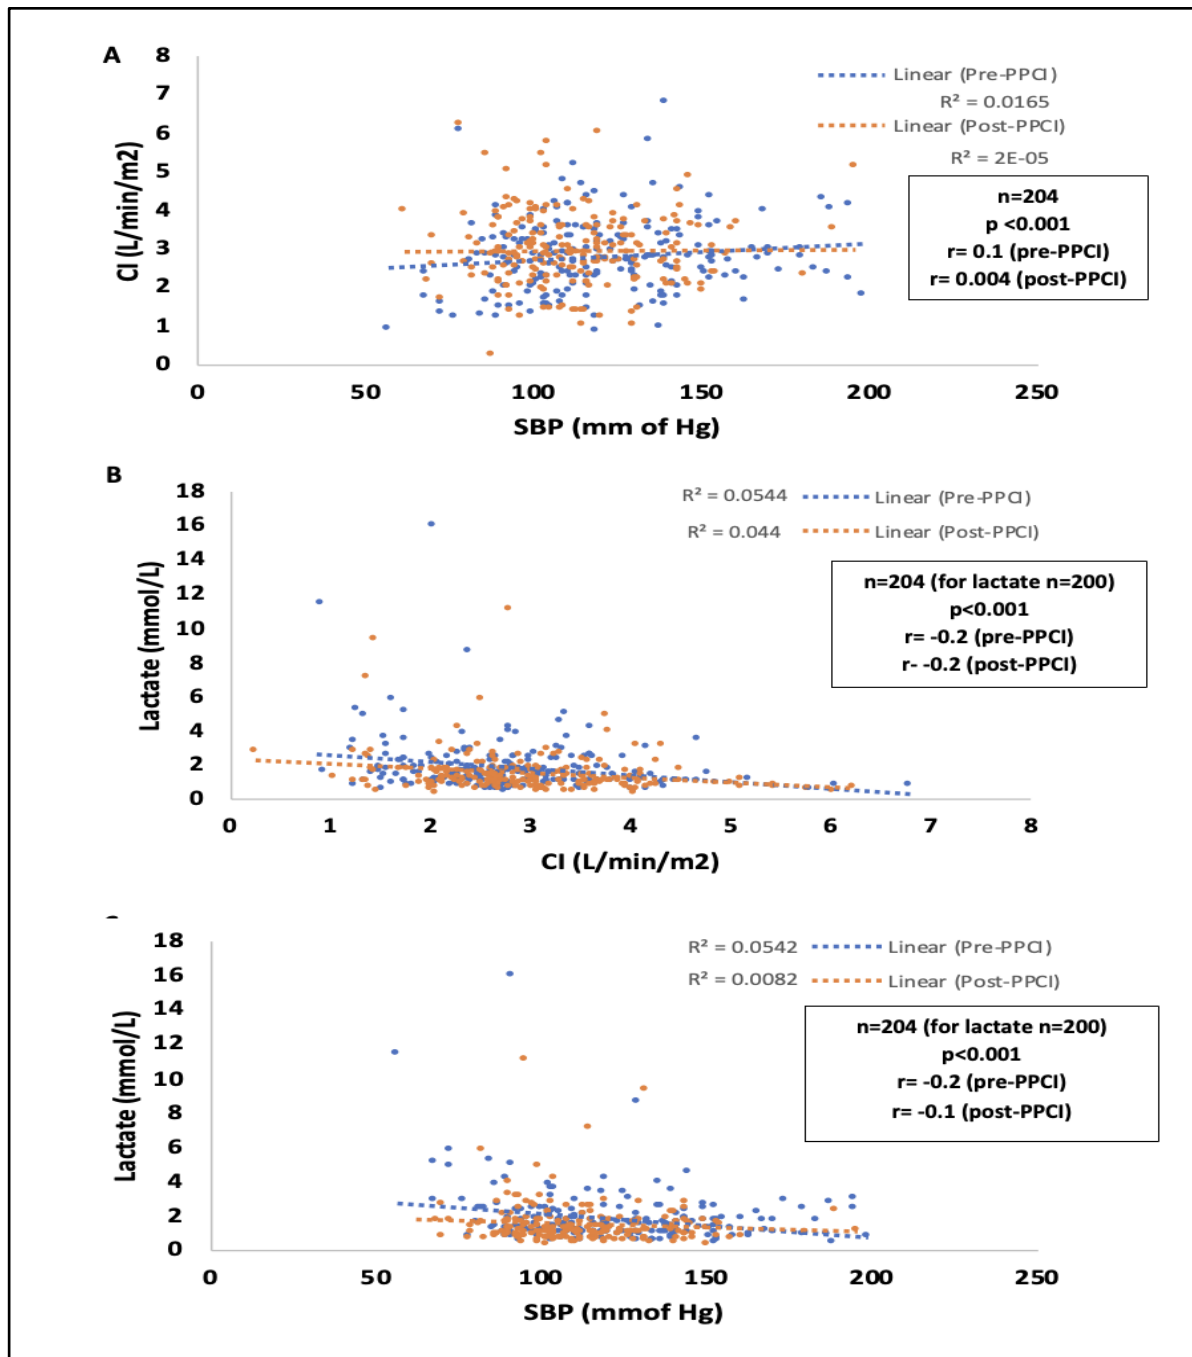 A
8
7
6
5
4
3
2
1
0
CI (L/min/m2)
0 50 100 150 200 250
SBP (mm of Hg)
Linear (Pre-PPCI)
R² = 0.0165
Linear (Post-PPCI)
R² = 2E-05
n=204
p <0.001
r= 0.1 (pre-PPCI)
r= 0.004 (post-PPCI)
B
18
16
14
12
10
8
6
4
2
0
Lactate (mmol/L)
0 1 2 3 4 5 6 7 8
CI (L/min/m2)
R² = 0.0544 Linear (Pre-PPCI)
R² = 0.044 Linear (Post-PPCI)
n=204 (for lactate n=200)
p<0.001
r= -0.2 (pre-PPCI)
r- -0.2 (post-PPCI)
18
16
14
12
10
8
6
4
2
0
Lactate (mmol/L)
0 50 100 150 200 250
SBP (mmof Hg)
R² = 0.0542 Linear (Pre-PPCI)
R² = 0.0082 Linear (Post-PPCI)
n=204 (for lactate n=200)
p<0.001
r= -0.2 (pre-PPCI)
r= -0.1 (post-PPCI)